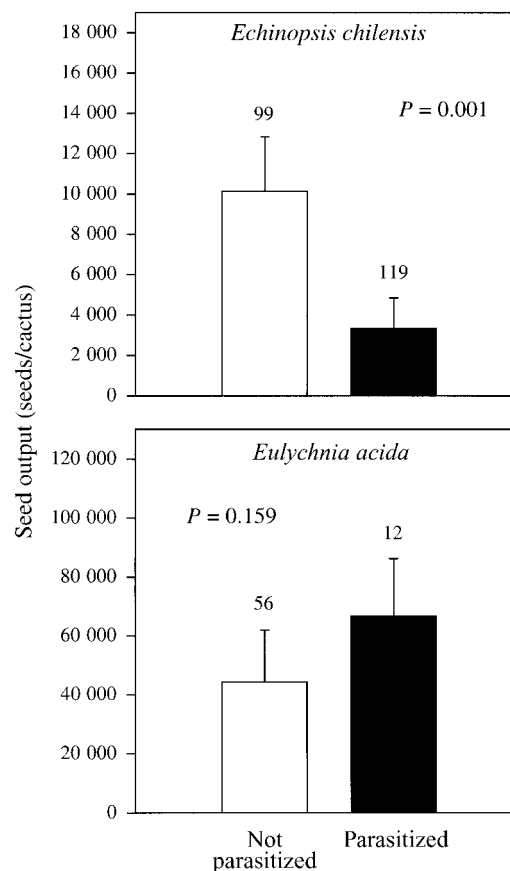 Seed output (seeds/cactus)
Echinopsis chilensis
18 000
16 000
14 000
12 000
10 000
8 000
6 000
4 000
2 000
0
99
P = 0.001
119
Eulychnia acida
120 000
100 000
80 000
60 000
40 000
20 000
0
P = 0.159
56
12
Not
parasitized
Parasitized